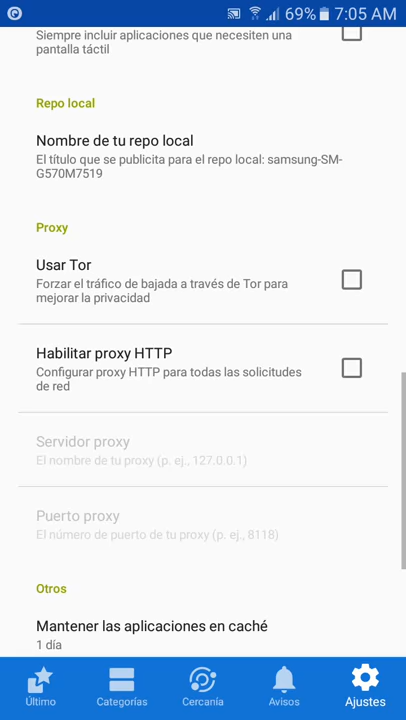 69% 7:05 AM
Siempre incluir aplicaciones que necesiten una
pantalla táctil
Repo local
Nombre de tu repo local
El título que se publicita para el repo local: samsung-SM-
G570M7519
Proxy
Usar Tor
Forzar el tráfico de bajada a través de Tor para
mejorar la privacidad
Habilitar proxy HTTP
Configurar proxy HTTP para todas las solicitudes
de red
Servidor proxy
El nombre de tu proxy (p. ej., 127.0.0.1)
Puerto proxy
El número de puerto de tu proxy (p. ej., 8118)
Otros
Mantener las aplicaciones en caché
1 día
Último Categorías Cercanía Avisos Ajustes